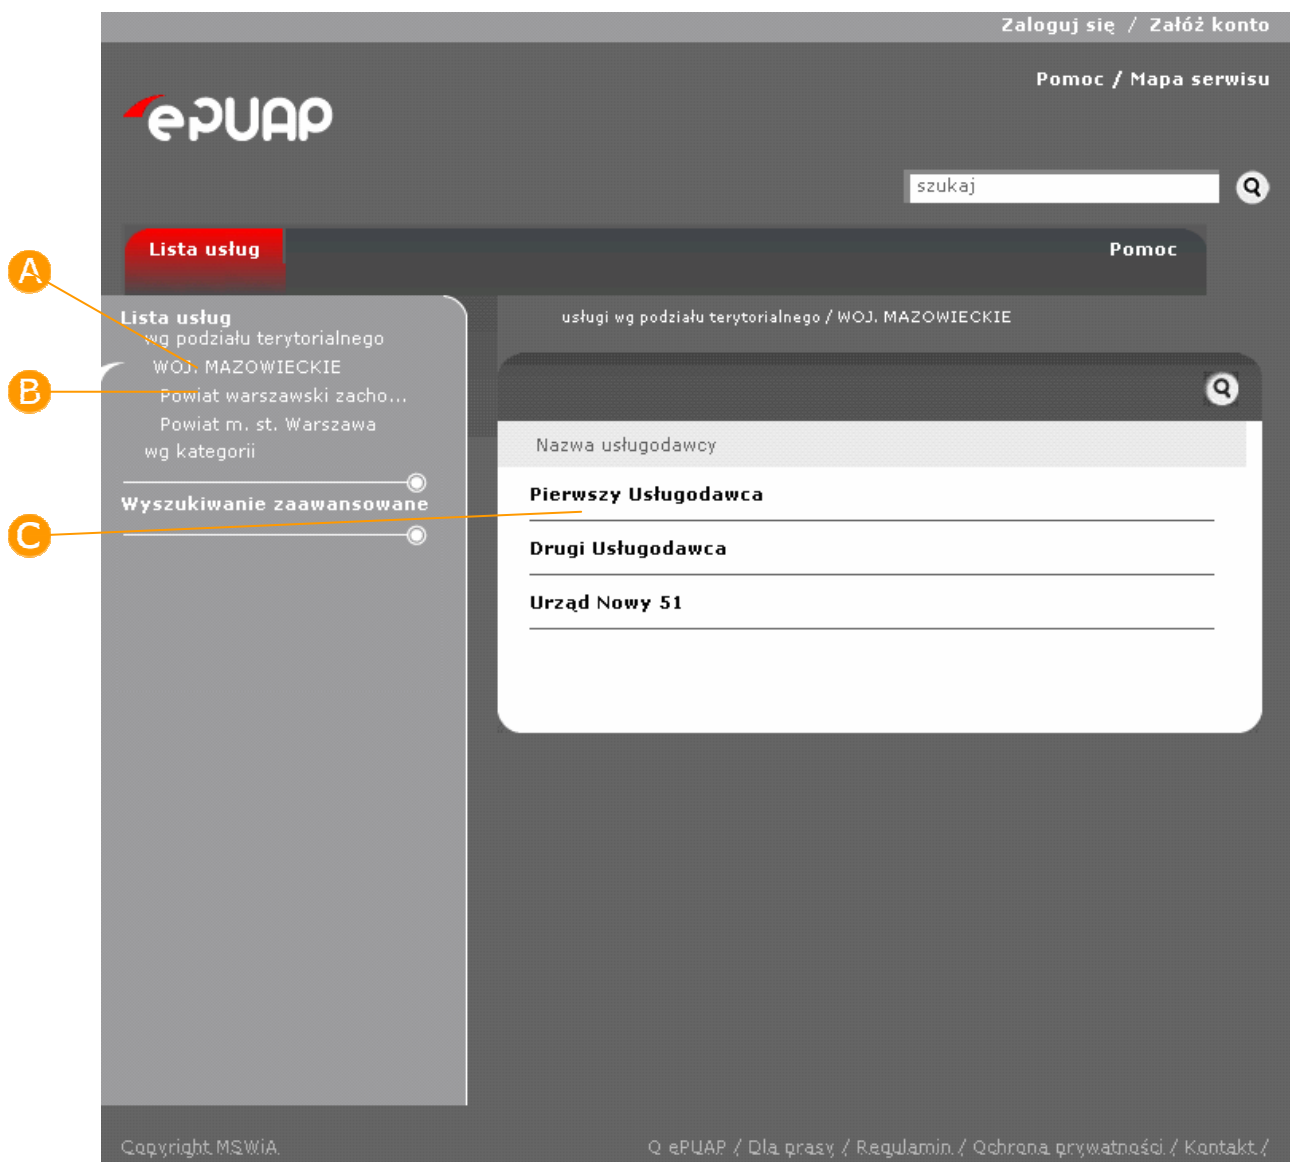 Zaloguj się / Załóż konto
Pomoc / Mapa serwisu
ePUAP
szukaj
Lista usług
Pomoc
A
Lista usług
wg podziału terytorialnego
WOJ. MAZOWIECKIE
B
Powiat warszawski zacho...
Powiat m. st. Warszawa
wg kategorii
Wyszukiwanie zaawansowane
C
usługi wg podziału terytorialnego / WOJ. MAZOWIECKIE
Nazwa usługodawcy
Pierwszy Usługodawca
Drugi Usługodawca
Urząd Nowy 51
Copyright MSWiA
O ePUAP / Dla prasy / Regulamin / Ochrona prywatności / Kontakt /